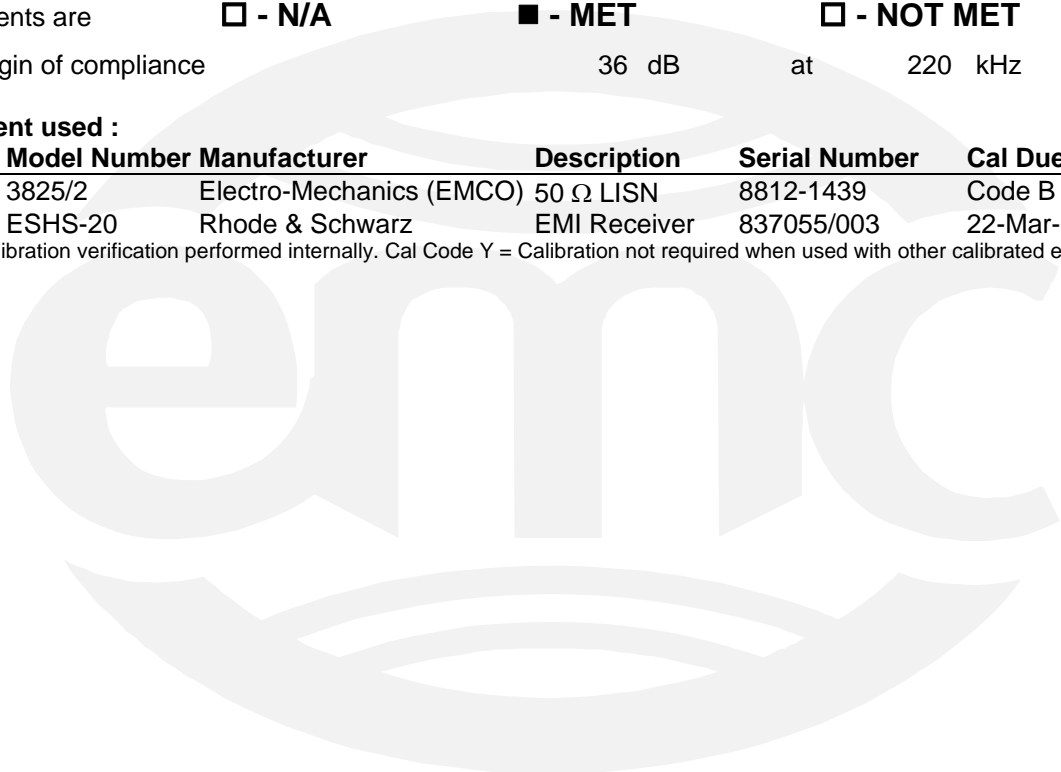 ents are □ - N/A ■ - MET □ - NOT MET
gin of compliance 36 dB at 220 kHz
ent used :
Model Number Manufacturer Description Serial Number Cal Due
3825/2 Electro-Mechanics (EMCO) 50 Ω LISN 8812-1439 Code B
ESHS-20 Rhode & Schwarz EMI Receiver 837055/003 22-Mar-
ibration verification performed internally. Cal Code Y = Calibration not required when used with other calibrated e
emc